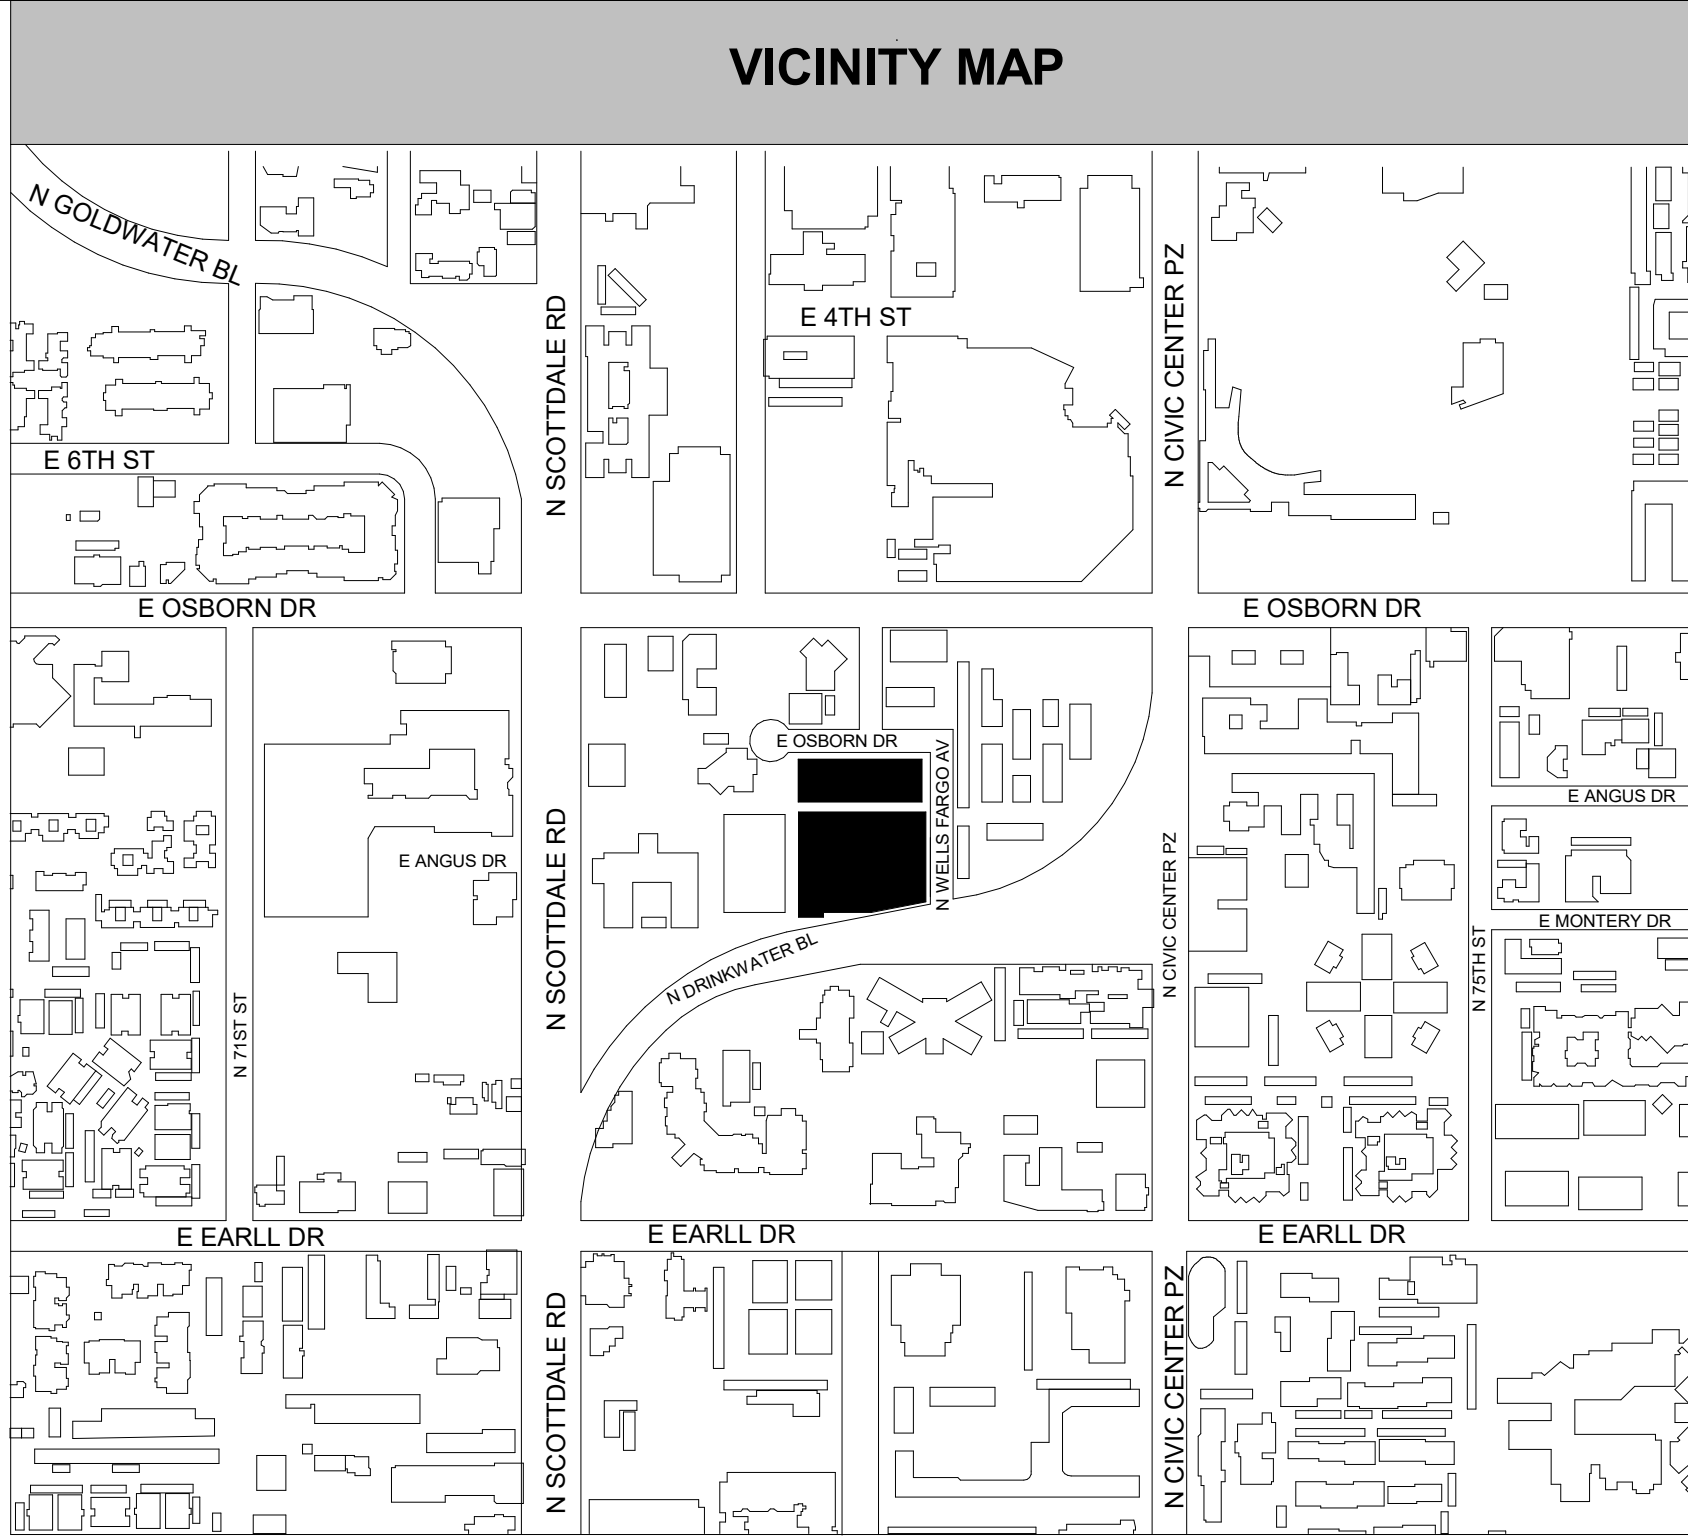 VICINITY MAP
N GOLDWATER BL
E 4TH ST
N SCOTTDALE RD
N CIVIC CENTER PZ
E 6TH ST
E OSBORN DR
E OSBORN DR
E OSBORN DR
N WELLS FARGO AV
E ANGUS DR
E ANGUS DR
N SCOTTDALE RD
N CIVIC CENTER PZ
E MONTERY DR
N DRINKWATER BL
N 75TH ST
N 71ST ST
E EARLL DR
E EARLL DR
E EARLL DR
N SCOTTDALE RD
N CIVIC CENTER PZ